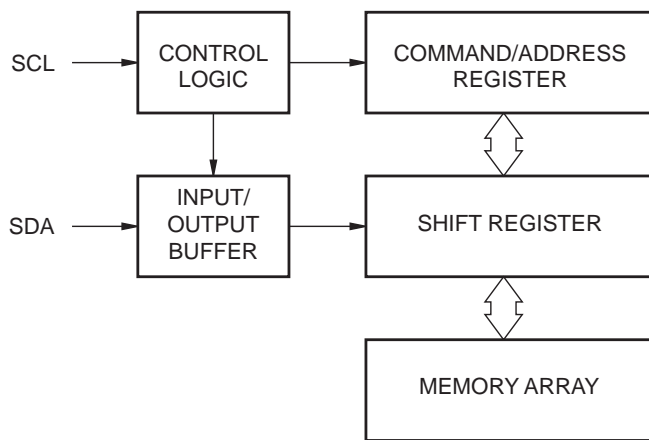 SCL
CONTROL
LOGIC
COMMAND/ADDRESS
REGISTER
SDA
INPUT/
OUTPUT
BUFFER
SHIFT REGISTER
MEMORY ARRAY